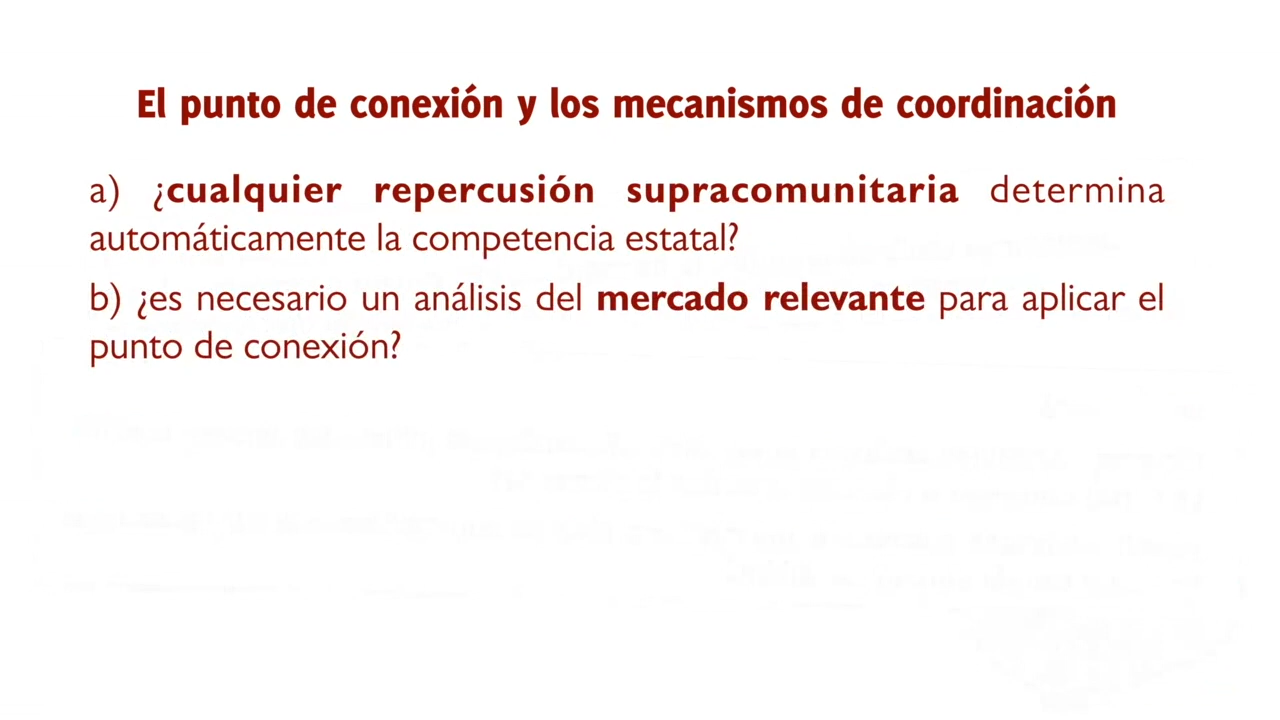 El punto de conexión y los mecanismos de coordinación
a) ¿cualquier repercusión supracomunitaria determina
automáticamente la competencia estatal?
b) ¿es necesario un análisis del mercado relevante para aplicar el
punto de conexión?